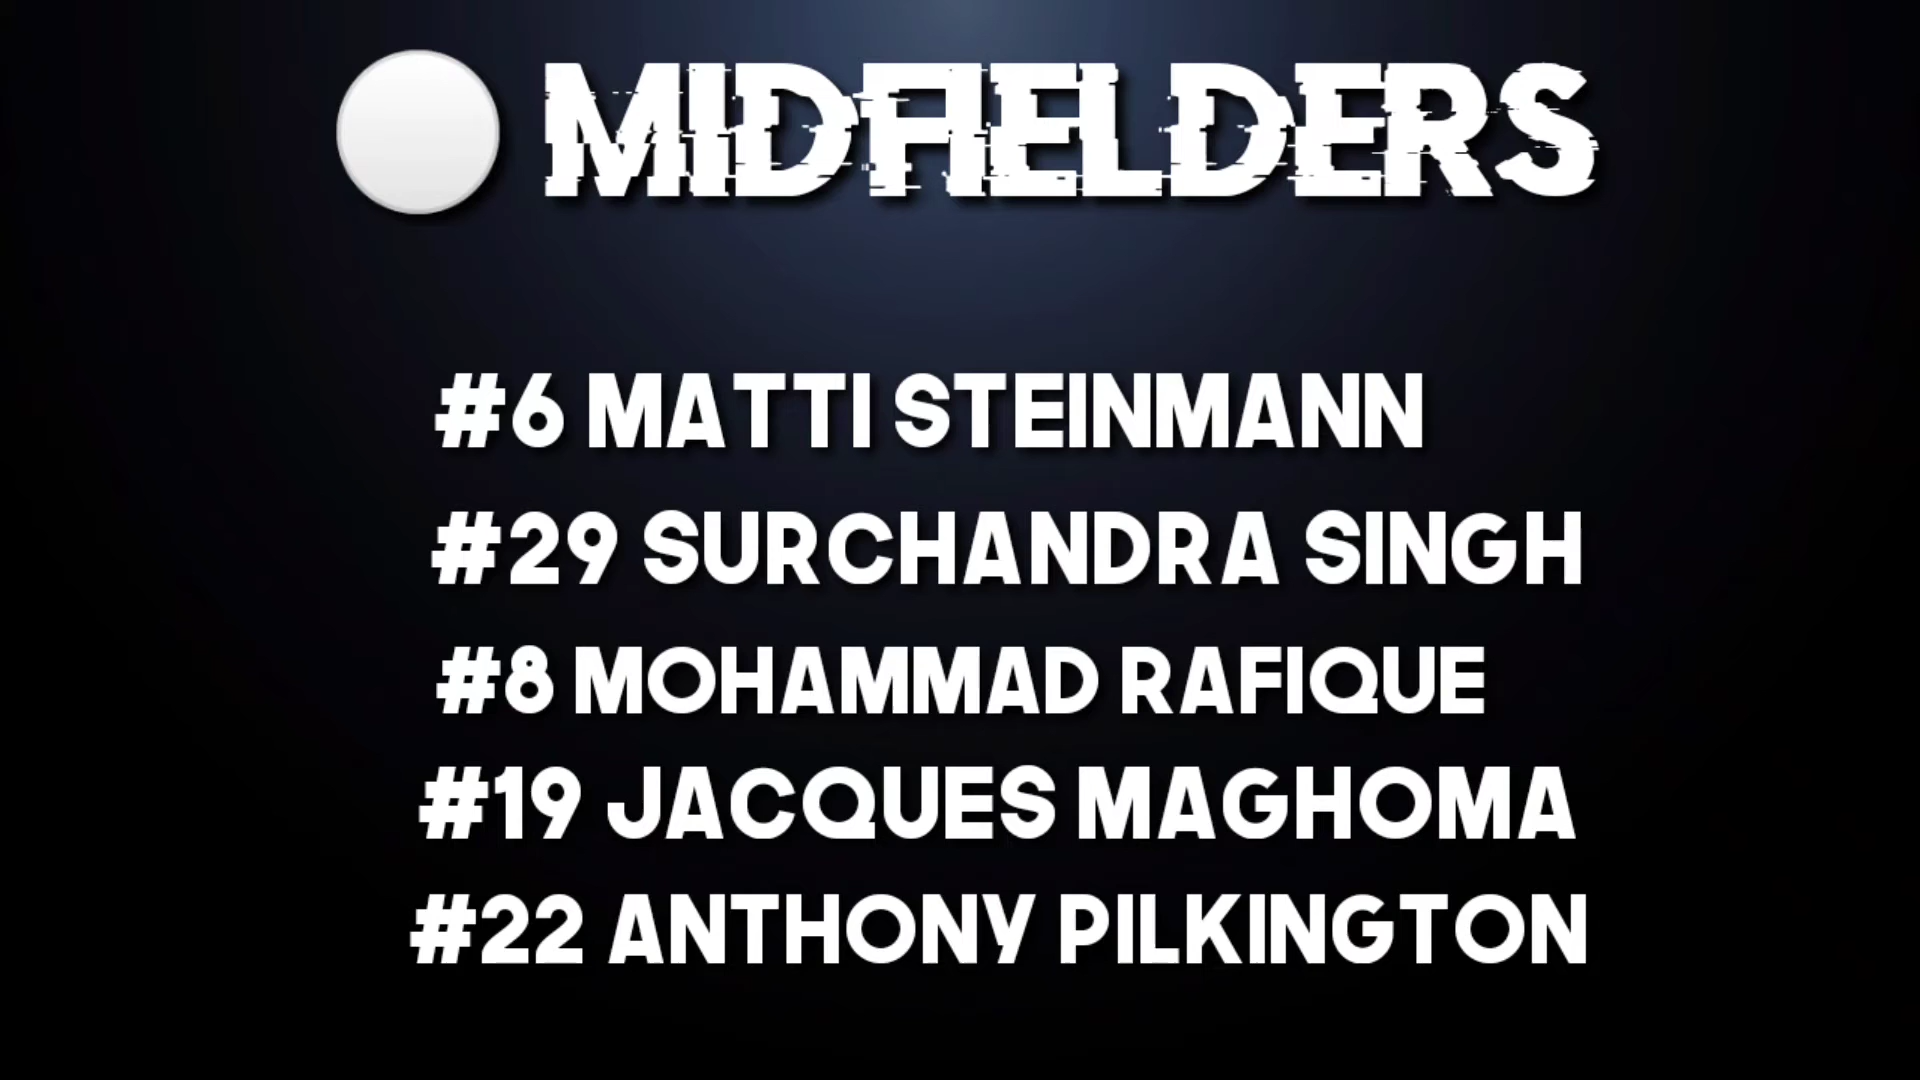 MIDFIELDERS
#6 MATTI STEINMANN
#29 SURCHANDRA SINGH
#8 MOHAMMAD RAFIQUE
#19 JACQUES MAGHOMA
#22 ANTHONY PILKINGTON